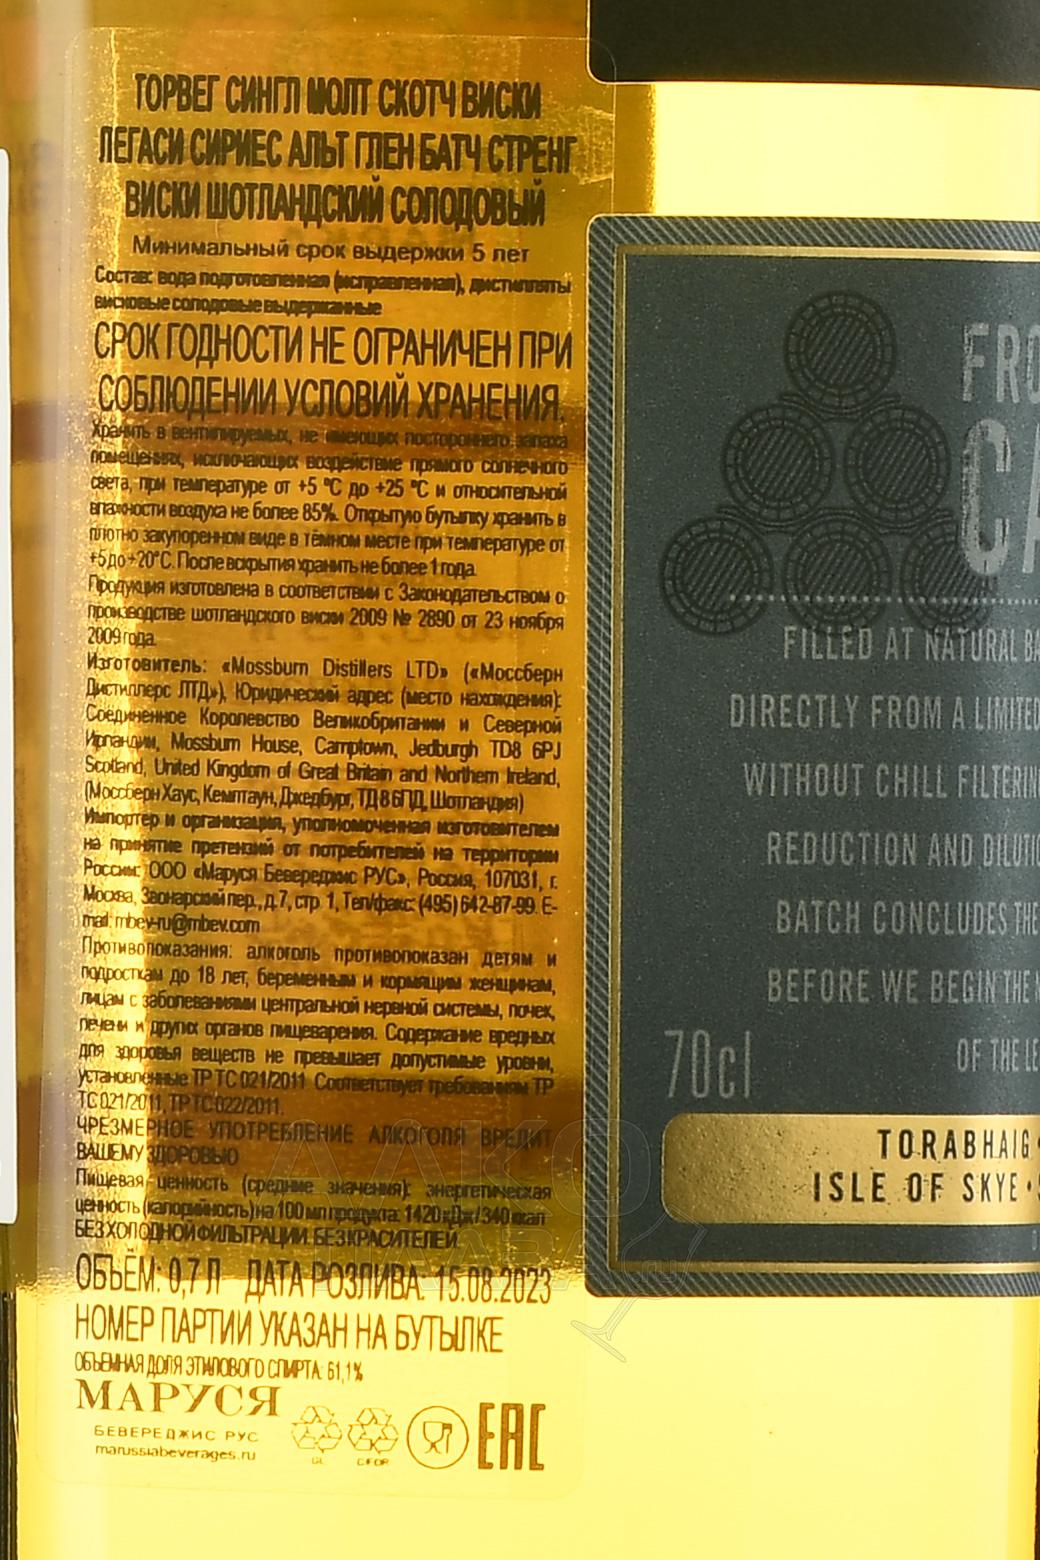 ТОРВЕГ СИНГЛ МОЛТ СКОТЧ ВИСКИ
ЛЕГАСИ СИРИЕС АЛЬТ ГЛЕН БАТЧ СТРЕНГ
ВИСКИ ШОТЛАНДСКИЙ СОЛОДОВЫЙ
Минимальный срок выдержки 5 лет
Состав: вода подготовленная (исправленная), дистилляты
висковые солодовые выдержанные
СРОК ГОДНОСТИ НЕ ОГРАНИЧЕН ПРИ
СОБЛЮДЕНИИ УСЛОВИЙ ХРАНЕНИЯ.
Хранить в вентилируемых, не имеющих постороннего запаха
помещениях, исключающих воздействие прямого солнечного
света, при температуре от +5 °C до +25 °C и относительной
влажности воздуха не более 85%. Открытую бутылку хранить в
плотно закупоренном виде в тёмном месте при температуре от
+5 до +20°C. После вскрытия хранить не более 1 года.
Продукция изготовлена в соответствии с Законодательством о
производстве шотландского виски 2009 № 2890 от 23 ноября
2009 года.
Изготовитель: «Mossburn Distillers LTD» («Моссберн
Дистиллерс ЛТД»), Юридический адрес (место нахождения):
Соединенное Королевство Великобритании и Северной
Ирландии, Mossburn House, Camptown, Jedburgh TD8 6PJ
Scotland, United Kingdom of Great Britain and Northern Ireland,
(Моссберн Хаус, Кемптаун, Джедбург, ТД8 6ПД, Шотландия)
Импортер и организация, уполномоченная изготовителем
на принятие претензий от потребителей на территории
России: ООО «Маруся Бевереджис РУС», Россия, 107031, г.
Москва, Звонарский пер., д.7, стр. 1, Тел/факс: (495) 642-87-99. E-
mail: mbev-ru@mbev.com
Противопоказания: алкоголь противопоказан детям и
подросткам до 18 лет, беременным и кормящим женщинам,
лицам с заболеваниями центральной нервной системы, почек,
печени и других органов пищеварения. Содержание вредных
для здоровья веществ не превышает допустимые уровни,
установленные ТР ТС 021/2011 Соответствует требованиям ТР
ТС 021/2011, ТР ТС 022/2011.
ЧРЕЗМЕРНОЕ УПОТРЕБЛЕНИЕ АЛКОГОЛЯ ВРЕДИТ
ВАШЕМУ ЗДОРОВЬЮ
Пищевая ценность (средние значения): энергетическая
ценность (калорийность) на 100 мл продукта: 1420 кДж / 340 ккал
БЕЗ ХОЛОДНОЙ ФИЛЬТРАЦИИ. БЕЗ КРАСИТЕЛЕЙ.
ОБЪЁМ: 0,7 Л ДАТА РОЗЛИВА: 15.08.2023
НОМЕР ПАРТИИ УКАЗАН НА БУТЫЛКЕ
ОБЪЕМНАЯ ДОЛЯ ЭТИЛОВОГО СПИРТА: 61,1%
МАРУСЯ
БЕВЕРЕДЖИС РУС
marussiabeverages.ru
GL
C/FOR
EAC
FRO
CA
FILLED AT NATURAL BA
DIRECTLY FROM A LIMITED
WITHOUT CHILL FILTERIN
REDUCTION AND DILUTIO
BATCH CONCLUDES THE
BEFORE WE BEGIN THE
OF THE LE
70cl
TORABHAIG •
ISLE OF SKYE • S